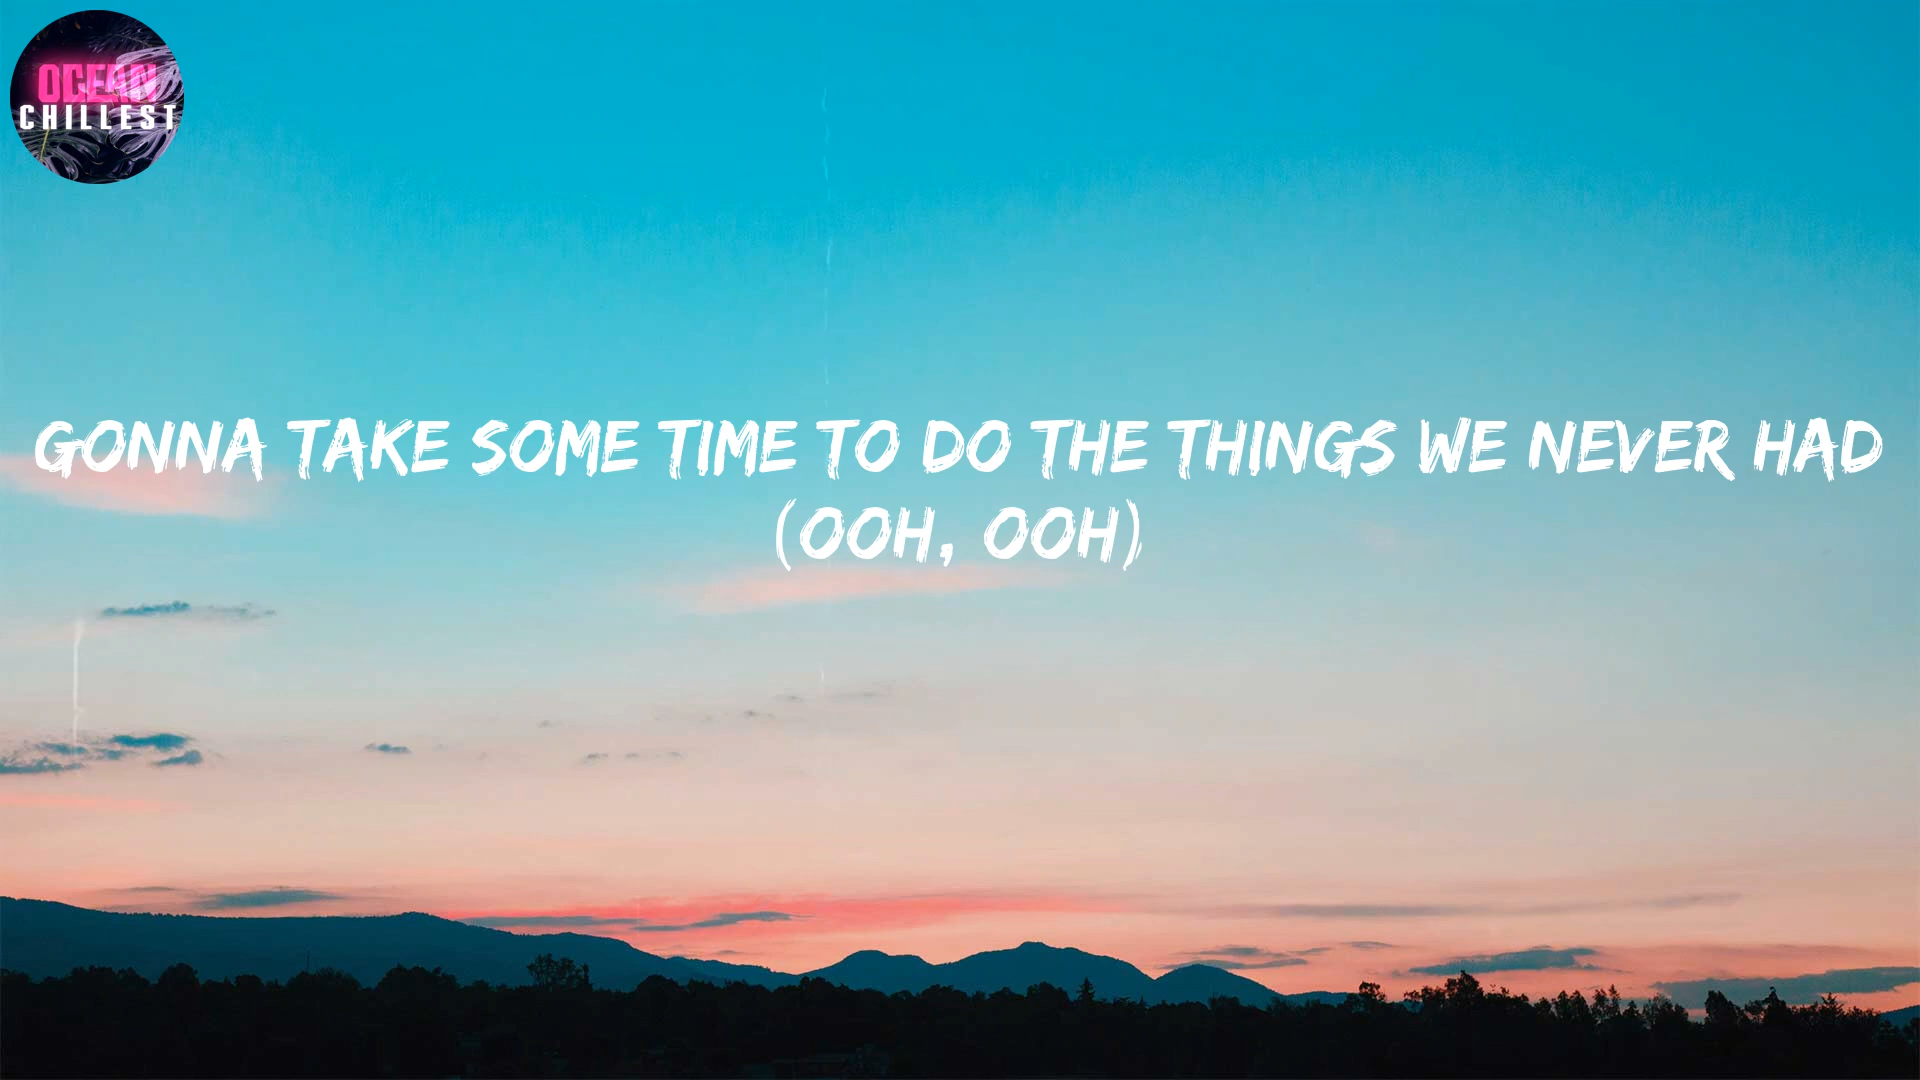 OCEAN
CHILLEST
GONNA TAKE SOME TIME TO DO THE THINGS WE NEVER HAD
(OOH, OOH)